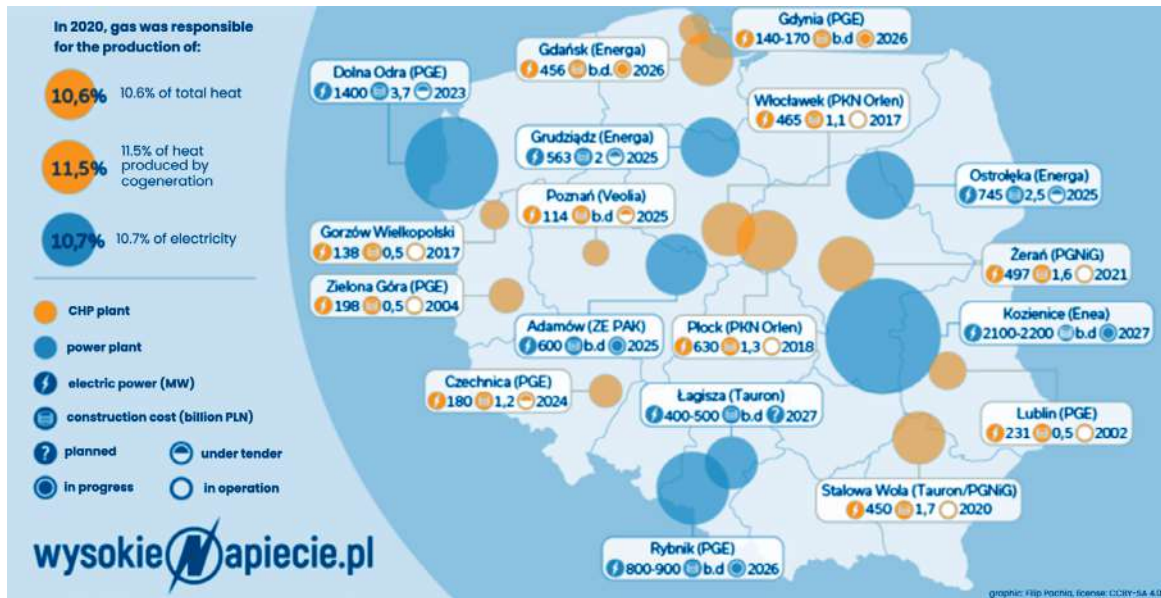 In 2020, gas was responsible
for the production of:
10,6%
10.6% of total heat
11,5%
11.5% of heat
produced by
cogeneration
10,7%
10.7% of electricity
CHP plant
power plant
electric power (MW)
construction cost (billion PLN)
? planned
under tender
in progress
in operation
wysokieNapiecie.pl
Gdynia (PGE)
140-170 b.d 2026
Gdańsk (Energa)
456 b.d. 2026
Dolna Odra (PGE)
1400 3,7 2023
Włocławek (PKN Orlen)
465 1,1 2017
Grudziądz (Energa)
563 2 2025
Ostrołęka (Energa)
745 2,5 2025
Poznań (Veolia)
114 b.d 2025
Gorzów Wielkopolski
138 0,5 2017
Żerań (PGNiG)
497 1,6 2021
Zielona Góra (PGE)
198 0,5 2004
Kozienice (Enea)
2100-2200 b.d 2027
Adamów (ZE PAK)
600 b.d 2025
Płock (PKN Orlen)
630 1,3 2018
Czechnica (PGE)
180 1,2 2024
Łagisza (Tauron)
400-500 b.d ? 2027
Lublin (PGE)
231 0,5 2002
Stalowa Wola (Tauron/PGNiG)
450 1,7 2020
Rybnik (PGE)
800-900 b.d 2026
graphic: Filip Pachla, license: CCBY-SA 4.0